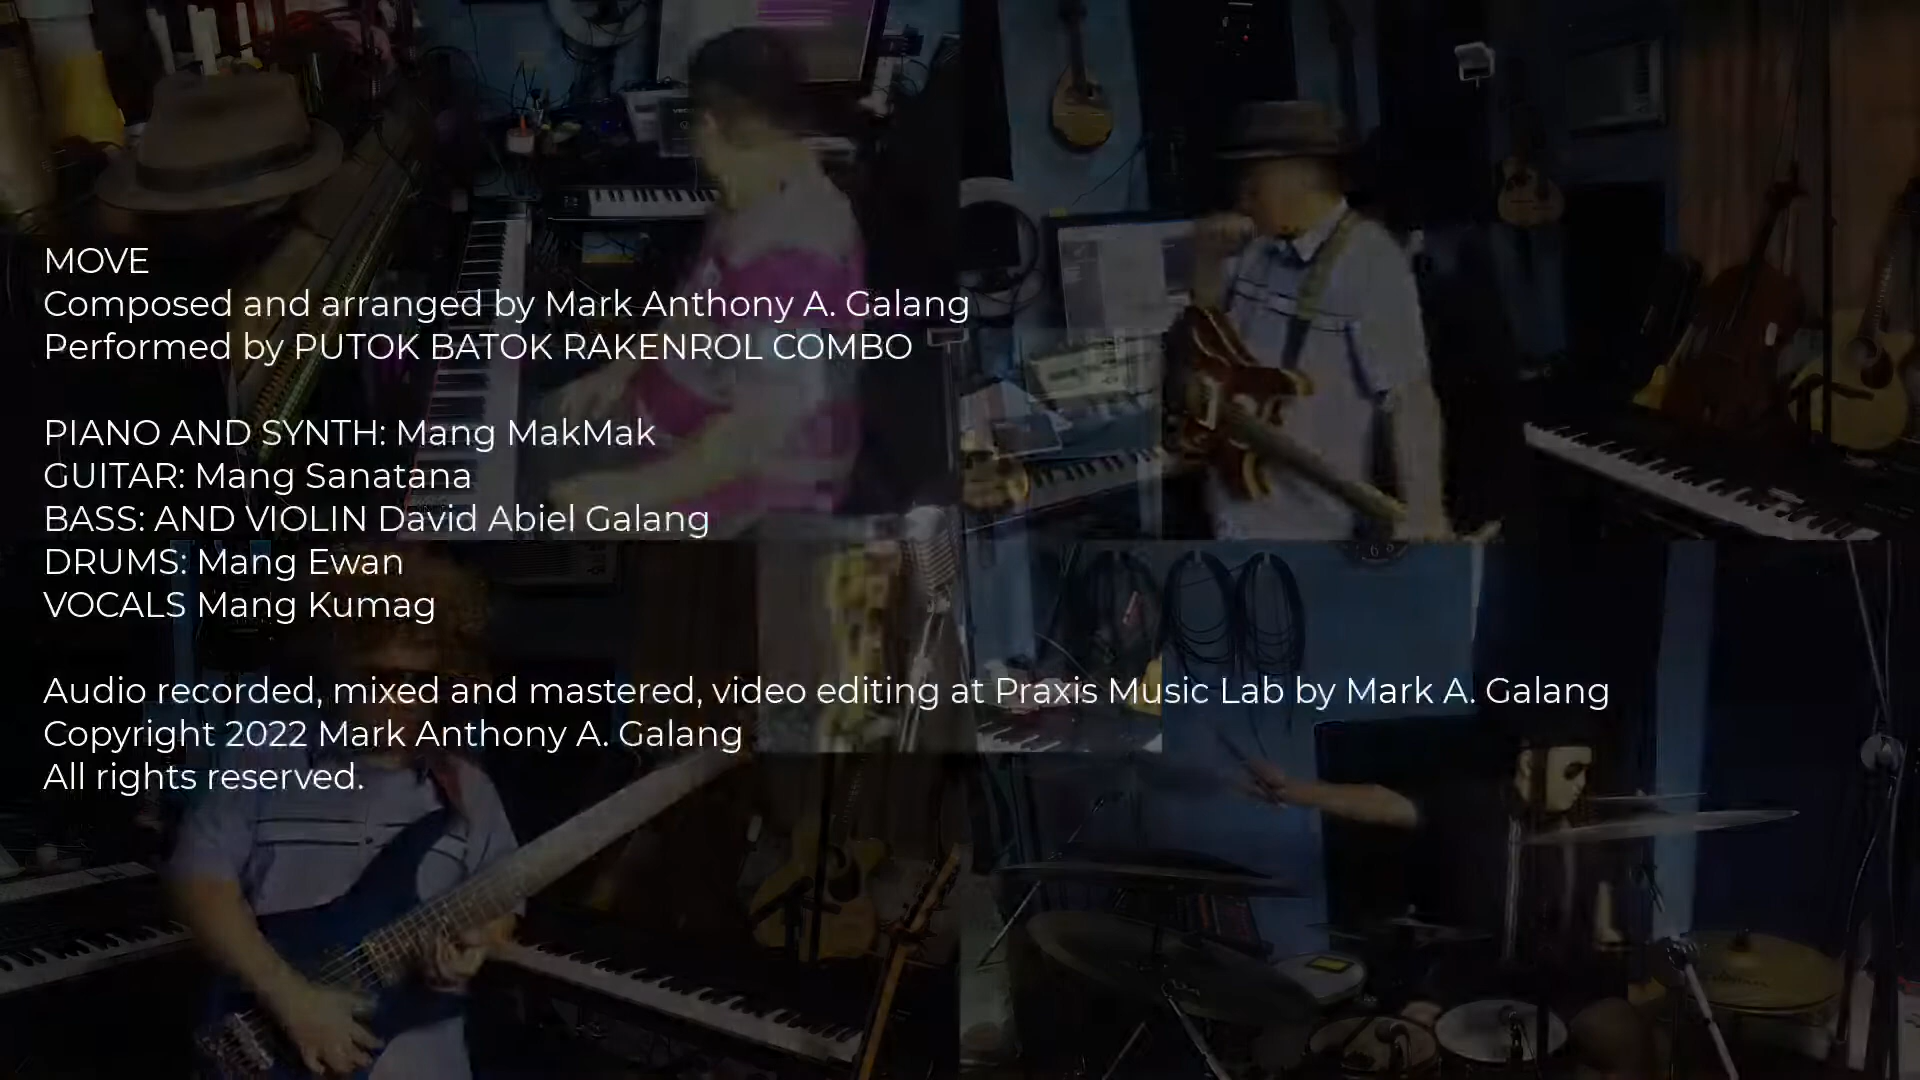 MOVE
Composed and arranged by Mark Anthony A. Galang
Performed by PUTOK BATOK RAKENROL COMBO
PIANO AND SYNTH: Mang MakMak
GUITAR: Mang Sanatana
BASS: AND VIOLIN David Abiel Galang
DRUMS: Mang Ewan
VOCALS Mang Kumag
Audio recorded, mixed and mastered, video editing at Praxis Music Lab by Mark A. Galang
Copyright 2022 Mark Anthony A. Galang
All rights reserved.